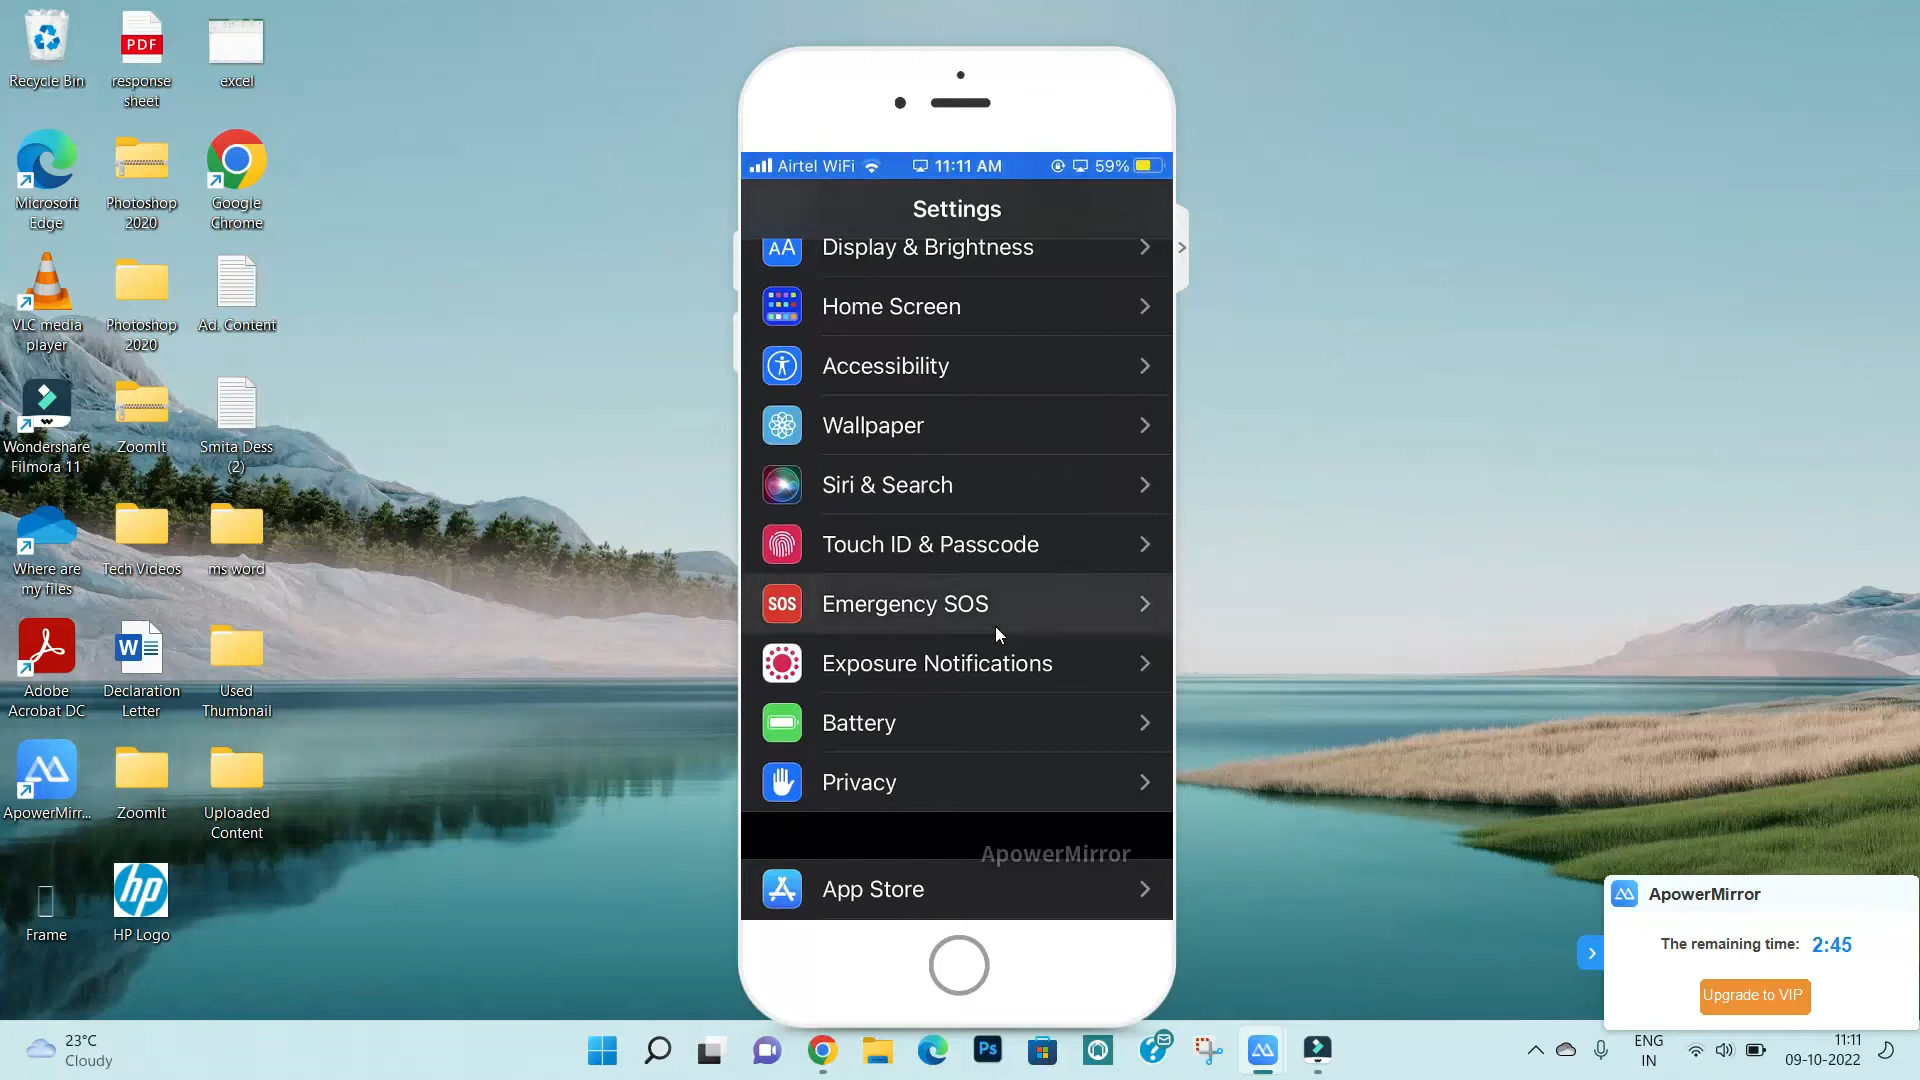 Recycle Bin
PDF
response
sheet
excel
Microsoft
Edge
Photoshop
2020
Google
Chrome
VLC media
player
Photoshop
2020
Ad. Content
Wondershare
Filmora 11
ZoomIt
Smita Dess
(2)
Where are
my files
Tech Videos
ms word
Adobe
Acrobat DC
W
Declaration
Letter
Used
Thumbnail
ApowerMirr...
ZoomIt
Uploaded
Content
Frame
hp
HP Logo
Airtel WiFi
11:11 AM
59%
Settings
AA
Display & Brightness
Home Screen
Accessibility
Wallpaper
Siri & Search
Touch ID & Passcode
SOS
Emergency SOS
Exposure Notifications
Battery
Privacy
ApowerMirror
App Store
ApowerMirror
The remaining time: 2:45
Upgrade to VIP
23°C
Cloudy
Ps
?
ENG
IN
11:11
09-10-2022